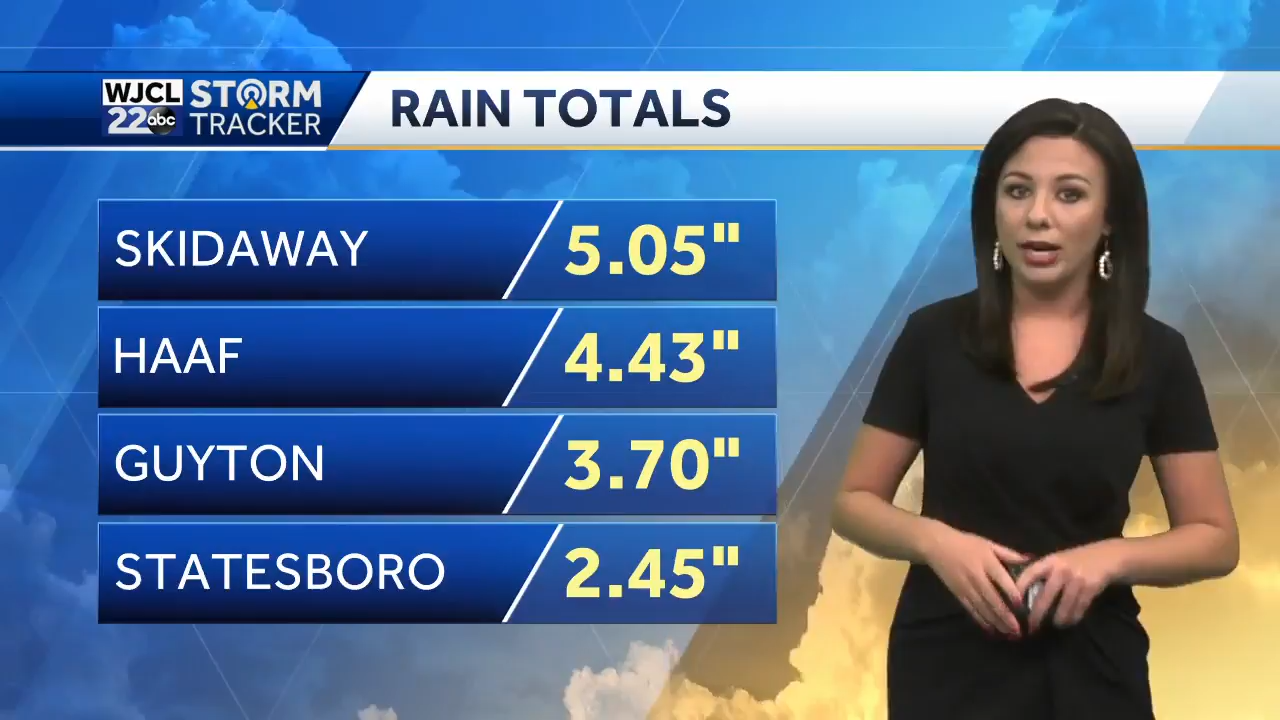 WJCL
22 abc
STORM
TRACKER
RAIN TOTALS
SKIDAWAY 5.05"
HAAF 4.43"
GUYTON 3.70"
STATESBORO 2.45"